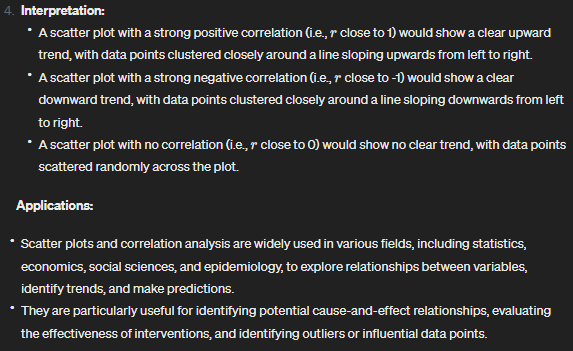 4. Interpretation:
• A scatter plot with a strong positive correlation (i.e., r close to 1) would show a clear upward
trend, with data points clustered closely around a line sloping upwards from left to right.
• A scatter plot with a strong negative correlation (i.e., r close to -1) would show a clear
downward trend, with data points clustered closely around a line sloping downwards from left
to right.
• A scatter plot with no correlation (i.e., r close to 0) would show no clear trend, with data points
scattered randomly across the plot.
Applications:
• Scatter plots and correlation analysis are widely used in various fields, including statistics,
economics, social sciences, and epidemiology, to explore relationships between variables,
identify trends, and make predictions.
• They are particularly useful for identifying potential cause-and-effect relationships, evaluating
the effectiveness of interventions, and identifying outliers or influential data points.